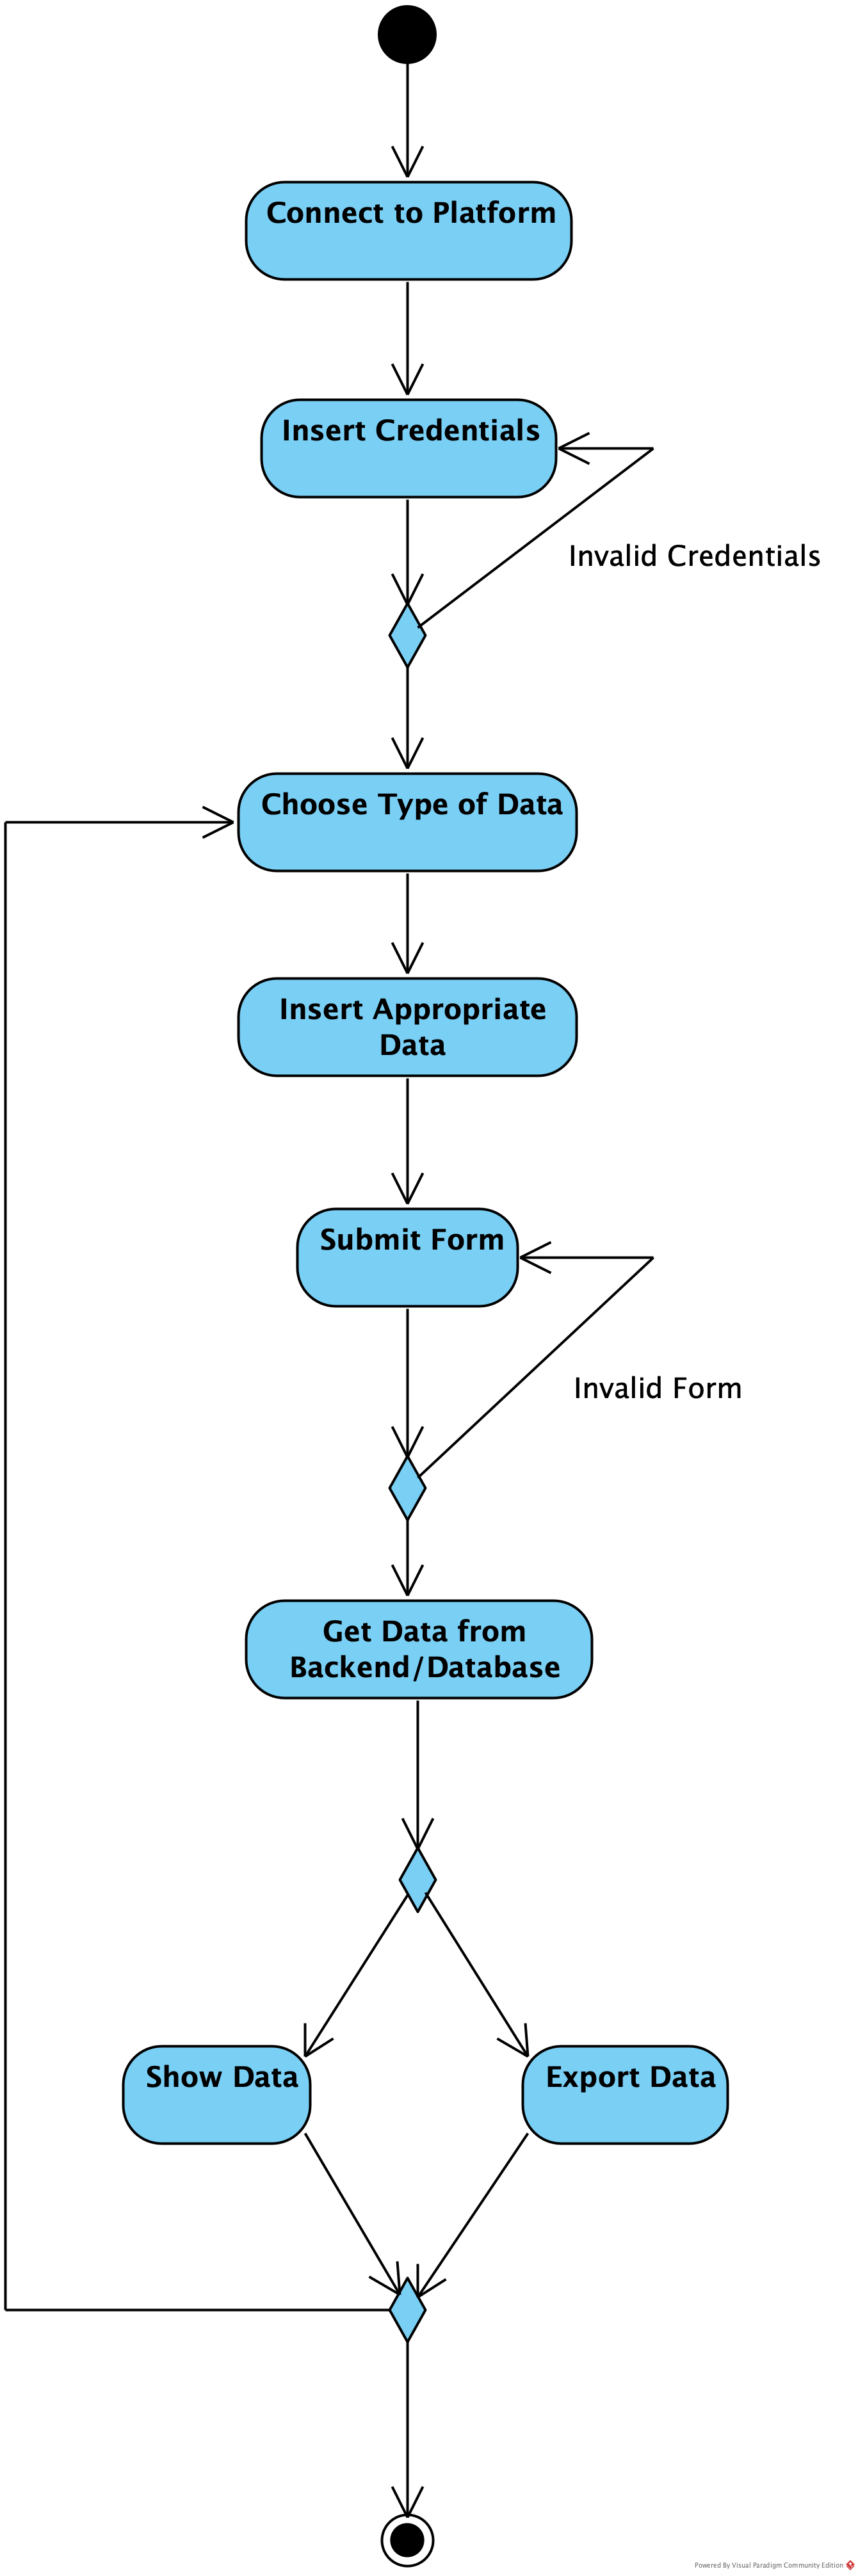 Connect to Platform
Insert Credentials
Invalid Credentials
Choose Type of Data
Insert Appropriate
Data
Submit Form
Invalid Form
Get Data from
Backend/Database
Show Data
Export Data
Powered By Visual Paradigm Community Edition